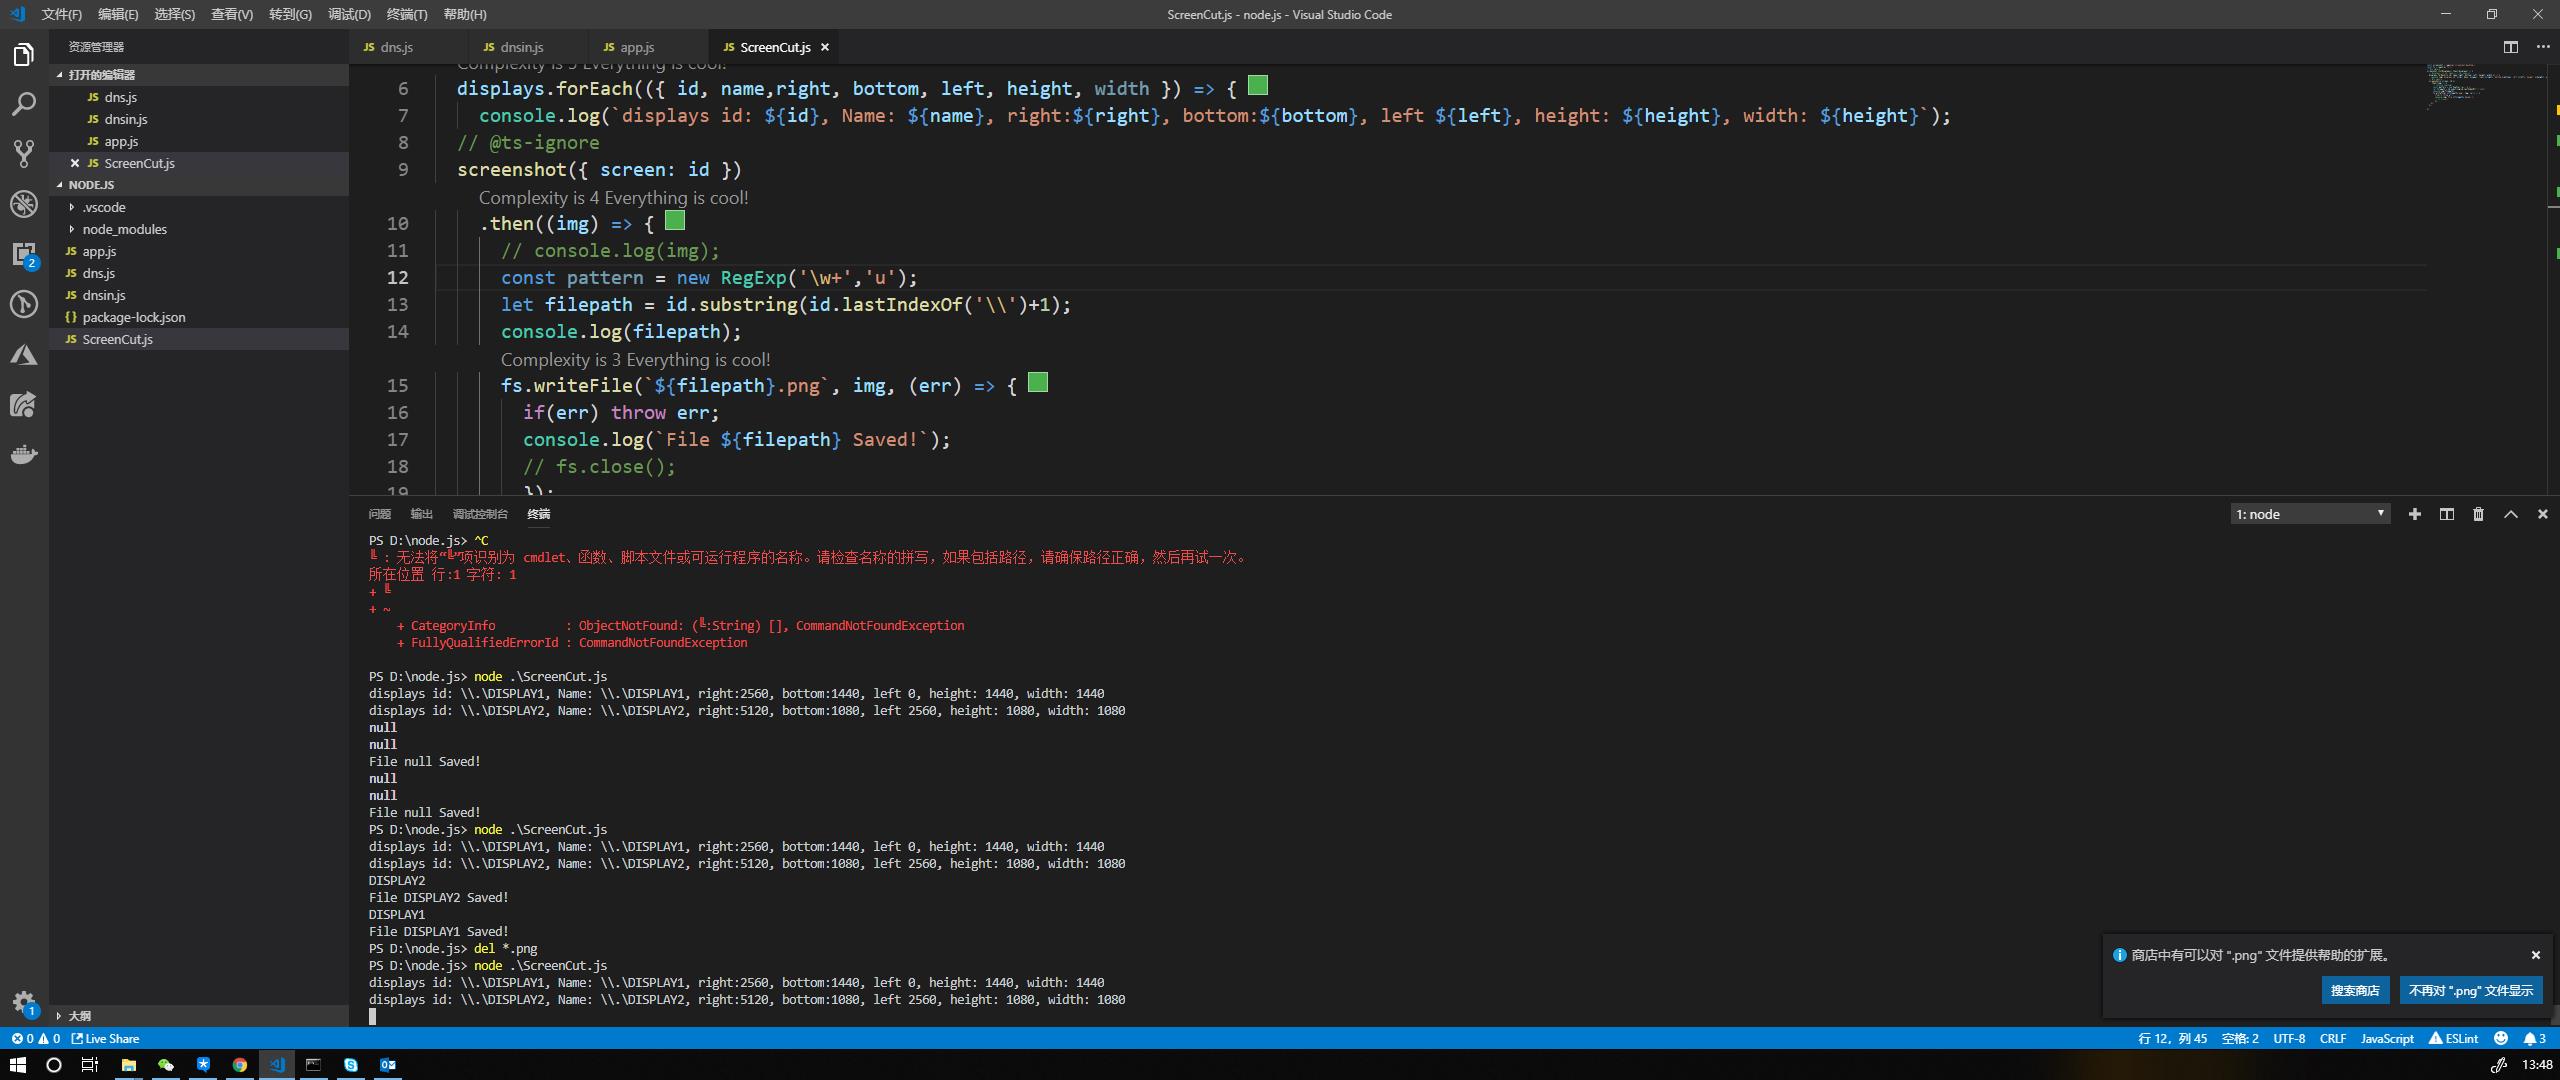 文件(F) 编辑(E) 选择(S) 查看(V) 转到(G) 调试(D) 终端(T) 帮助(H)
ScreenCut.js - node.js - Visual Studio Code
资源管理器
打开的编辑器
JS dns.js
JS dnsin.js
JS app.js
JS ScreenCut.js
NODE.JS
.vscode
node_modules
JS app.js
JS dns.js
JS dnsin.js
{} package-lock.json
JS ScreenCut.js
大纲
2
1
JS dns.js JS dnsin.js JS app.js JS ScreenCut.js
Complexity is 5 Everything is cool!
6 displays.forEach(({ id, name,right, bottom, left, height, width }) => {
7 console.log(`displays id: ${id}, Name: ${name}, right:${right}, bottom:${bottom}, left ${left}, height: ${height}, width: ${height}`);
8 // @ts-ignore
9 screenshot({ screen: id })
Complexity is 4 Everything is cool!
10 .then((img) => {
11 // console.log(img);
12 const pattern = new RegExp('\w+','u');
13 let filepath = id.substring(id.lastIndexOf('\\')+1);
14 console.log(filepath);
Complexity is 3 Everything is cool!
15 fs.writeFile(`${filepath}.png`, img, (err) => {
16 if(err) throw err;
17 console.log(`File ${filepath} Saved!`);
18 // fs.close();
19 });
问题 输出 调试控制台 终端
1: node
PS D:\node.js> ^C
╚ : 无法将“╚”项识别为 cmdlet、函数、脚本文件或可运行程序的名称。请检查名称的拼写，如果包括路径，请确保路径正确，然后再试一次。
所在位置 行:1 字符: 1
+ ╚
+ ~
+ CategoryInfo : ObjectNotFound: (╚:String) [], CommandNotFoundException
+ FullyQualifiedErrorId : CommandNotFoundException
PS D:\node.js> node .\ScreenCut.js
displays id: \\.\DISPLAY1, Name: \\.\DISPLAY1, right:2560, bottom:1440, left 0, height: 1440, width: 1440
displays id: \\.\DISPLAY2, Name: \\.\DISPLAY2, right:5120, bottom:1080, left 2560, height: 1080, width: 1080
null
null
File null Saved!
null
null
File null Saved!
PS D:\node.js> node .\ScreenCut.js
displays id: \\.\DISPLAY1, Name: \\.\DISPLAY1, right:2560, bottom:1440, left 0, height: 1440, width: 1440
displays id: \\.\DISPLAY2, Name: \\.\DISPLAY2, right:5120, bottom:1080, left 2560, height: 1080, width: 1080
DISPLAY2
File DISPLAY2 Saved!
DISPLAY1
File DISPLAY1 Saved!
PS D:\node.js> del *.png
PS D:\node.js> node .\ScreenCut.js
displays id: \\.\DISPLAY1, Name: \\.\DISPLAY1, right:2560, bottom:1440, left 0, height: 1440, width: 1440
displays id: \\.\DISPLAY2, Name: \\.\DISPLAY2, right:5120, bottom:1080, left 2560, height: 1080, width: 1080
商店中有可以对 ".png" 文件提供帮助的扩展。
搜索商店 不再对 ".png" 文件显示
0 0 Live Share
行 12，列 45 空格: 2 UTF-8 CRLF JavaScript ESLint 3
13:48